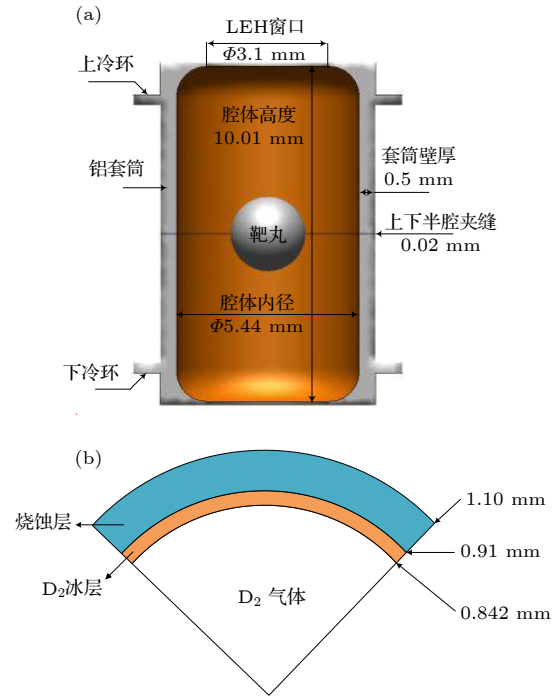 (a)
LEH窗口
Φ3.1 mm
上冷环
腔体高度
10.01 mm
铝套筒
套筒壁厚
0.5 mm
靶丸
上下半腔夹缝
0.02 mm
腔体内径
Φ5.44 mm
下冷环
(b)
1.10 mm
烧蚀层
0.91 mm
D₂冰层
D₂ 气体
0.842 mm